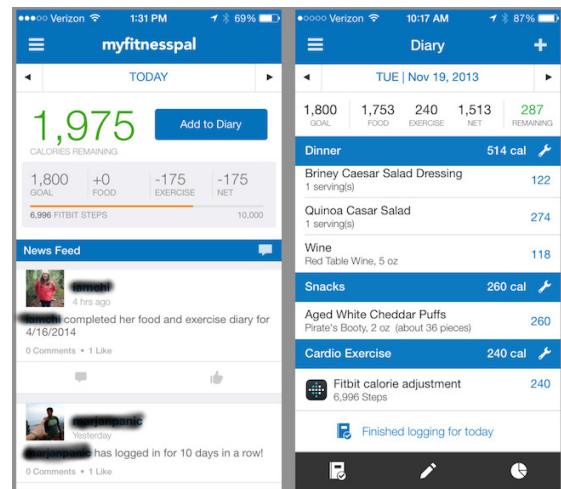 Verizon 1:31 PM 69%
myfitnesspal
TODAY
1,975
CALORIES REMAINING
Add to Diary
1,800 +0 -175 -175
GOAL FOOD EXERCISE NET
6,996 FITBIT STEPS 10,000
News Feed
4 hrs ago
completed her food and exercise diary for
4/16/2014
0 Comments • 1 Like
Yesterday
has logged in for 10 days in a row!
0 Comments • 1 Like
Verizon 10:17 AM 87%
Diary
TUE | Nov 19, 2013
1,800 1,753 240 1,513 287
GOAL FOOD EXERCISE NET REMAINING
Dinner 514 cal
Briney Caesar Salad Dressing
1 serving(s) 122
Quinoa Casar Salad
1 serving(s) 274
Wine
Red Table Wine, 5 oz 118
Snacks 260 cal
Aged White Cheddar Puffs
Pirate's Booty, 2 oz (about 36 pieces) 260
Cardio Exercise 240 cal
Fitbit calorie adjustment 240
6,996 Steps
Finished logging for today